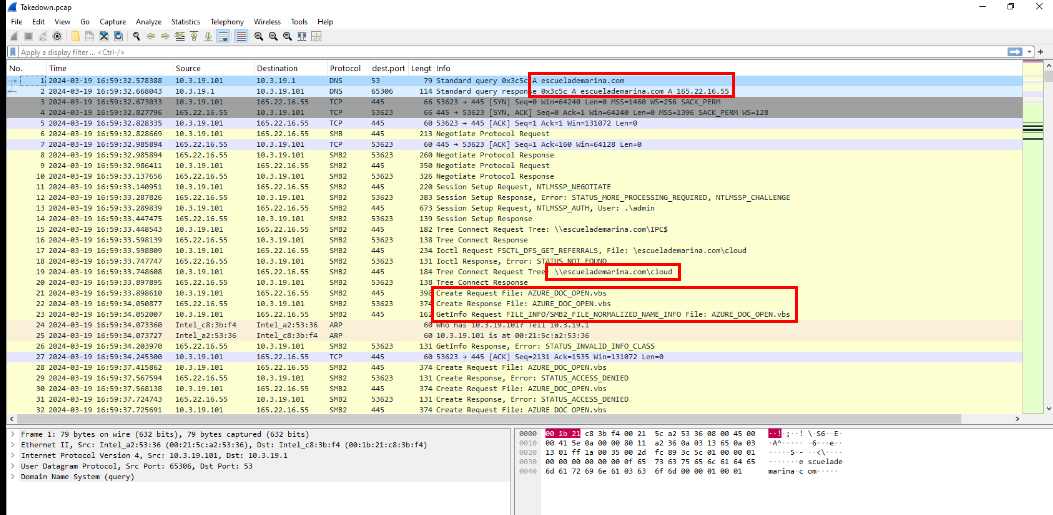 Takedown.pcap
File Edit View Go Capture Analyze Statistics Telephony Wireless Tools Help
Apply a display filter ... <Ctrl-/>
No. Time Source Destination Protocol dest.port Lengt Info
1 2024-03-19 16:59:32.578388 10.3.19.101 10.3.19.1 DNS 53 79 Standard query 0x3c5c A escuelademarina.com
2 2024-03-19 16:59:32.668043 10.3.19.1 10.3.19.101 DNS 65306 114 Standard query response 0x3c5c A escuelademarina.com A 165.22.16.55
3 2024-03-19 16:59:32.673033 10.3.19.101 165.22.16.55 TCP 445 66 53623 → 445 [SYN] Seq=0 Win=64240 Len=0 MSS=1460 WS=256 SACK_PERM
4 2024-03-19 16:59:32.827796 165.22.16.55 10.3.19.101 TCP 53623 66 445 → 53623 [SYN, ACK] Seq=0 Ack=1 Win=64240 Len=0 MSS=1396 SACK_PERM WS=128
5 2024-03-19 16:59:32.828335 10.3.19.101 165.22.16.55 TCP 445 60 53623 → 445 [ACK] Seq=1 Ack=1 Win=131072 Len=0
6 2024-03-19 16:59:32.828669 10.3.19.101 165.22.16.55 SMB 445 213 Negotiate Protocol Request
7 2024-03-19 16:59:32.985894 165.22.16.55 10.3.19.101 TCP 53623 60 445 → 53623 [ACK] Seq=1 Ack=160 Win=64128 Len=0
8 2024-03-19 16:59:32.985894 165.22.16.55 10.3.19.101 SMB2 53623 260 Negotiate Protocol Response
9 2024-03-19 16:59:32.986411 10.3.19.101 165.22.16.55 SMB2 445 350 Negotiate Protocol Request
10 2024-03-19 16:59:33.137656 165.22.16.55 10.3.19.101 SMB2 53623 326 Negotiate Protocol Response
11 2024-03-19 16:59:33.140951 10.3.19.101 165.22.16.55 SMB2 445 220 Session Setup Request, NTLMSSP_NEGOTIATE
12 2024-03-19 16:59:33.287826 165.22.16.55 10.3.19.101 SMB2 53623 383 Session Setup Response, Error: STATUS_MORE_PROCESSING_REQUIRED, NTLMSSP_CHALLENGE
13 2024-03-19 16:59:33.289839 10.3.19.101 165.22.16.55 SMB2 445 673 Session Setup Request, NTLMSSP_AUTH, User: .\admin
14 2024-03-19 16:59:33.447475 165.22.16.55 10.3.19.101 SMB2 53623 139 Session Setup Response
15 2024-03-19 16:59:33.448543 10.3.19.101 165.22.16.55 SMB2 445 182 Tree Connect Request Tree: \\escuelademarina.com\IPC$
16 2024-03-19 16:59:33.598139 165.22.16.55 10.3.19.101 SMB2 53623 138 Tree Connect Response
17 2024-03-19 16:59:33.598809 10.3.19.101 165.22.16.55 SMB2 445 234 Ioctl Request FSCTL_DFS_GET_REFERRALS, File: \escuelademarina.com\cloud
18 2024-03-19 16:59:33.747747 165.22.16.55 10.3.19.101 SMB2 53623 131 Ioctl Response, Error: STATUS_NOT_FOUND
19 2024-03-19 16:59:33.748608 10.3.19.101 165.22.16.55 SMB2 445 184 Tree Connect Request Tree: \\escuelademarina.com\cloud
20 2024-03-19 16:59:33.897895 165.22.16.55 10.3.19.101 SMB2 53623 138 Tree Connect Response
21 2024-03-19 16:59:33.898610 10.3.19.101 165.22.16.55 SMB2 445 398 Create Request File: AZURE_DOC_OPEN.vbs
22 2024-03-19 16:59:34.050877 165.22.16.55 10.3.19.101 SMB2 53623 374 Create Response File: AZURE_DOC_OPEN.vbs
23 2024-03-19 16:59:34.052007 10.3.19.101 165.22.16.55 SMB2 445 162 GetInfo Request FILE_INFO/SMB2_FILE_NORMALIZED_NAME_INFO File: AZURE_DOC_OPEN.vbs
24 2024-03-19 16:59:34.073360 Intel_c8:3b:f4 Intel_a2:53:36 ARP 60 Who has 10.3.19.101? Tell 10.3.19.1
25 2024-03-19 16:59:34.073727 Intel_a2:53:36 Intel_c8:3b:f4 ARP 60 10.3.19.101 is at 00:21:5c:a2:53:36
26 2024-03-19 16:59:34.203970 165.22.16.55 10.3.19.101 SMB2 53623 131 GetInfo Response, Error: STATUS_INVALID_INFO_CLASS
27 2024-03-19 16:59:34.245300 10.3.19.101 165.22.16.55 TCP 445 60 53623 → 445 [ACK] Seq=2131 Ack=1535 Win=131072 Len=0
28 2024-03-19 16:59:37.415862 10.3.19.101 165.22.16.55 SMB2 445 374 Create Request File: AZURE_DOC_OPEN.vbs
29 2024-03-19 16:59:37.567594 165.22.16.55 10.3.19.101 SMB2 53623 131 Create Response, Error: STATUS_ACCESS_DENIED
30 2024-03-19 16:59:37.568138 10.3.19.101 165.22.16.55 SMB2 445 374 Create Request File: AZURE_DOC_OPEN.vbs
31 2024-03-19 16:59:37.724743 165.22.16.55 10.3.19.101 SMB2 53623 131 Create Response, Error: STATUS_ACCESS_DENIED
32 2024-03-19 16:59:37.725691 10.3.19.101 165.22.16.55 SMB2 445 374 Create Request File: AZURE_DOC_OPEN.vbs
Frame 1: 79 bytes on wire (632 bits), 79 bytes captured (632 bits)
Ethernet II, Src: Intel_a2:53:36 (00:21:5c:a2:53:36), Dst: Intel_c8:3b:f4 (00:1b:21:c8:3b:f4)
Internet Protocol Version 4, Src: 10.3.19.101, Dst: 10.3.19.1
User Datagram Protocol, Src Port: 65306, Dst Port: 53
Domain Name System (query)
0000 00 1b 21 c8 3b f4 00 21 5c a2 53 36 08 00 45 00 ··!·;··! \·S6··E·
0010 00 41 5e 0a 00 00 80 11 a2 36 0a 03 13 65 0a 03 ·A^····· ·6···e··
0020 13 01 ff 1a 00 35 00 2d fc 89 3c 5c 01 00 00 01 ·····5·- ··<\····
0030 00 00 00 00 00 00 0f 65 73 63 75 65 6c 61 64 65 ·······e scuelade
0040 6d 61 72 69 6e 61 03 63 6f 6d 00 00 01 00 01 marina·c om·····